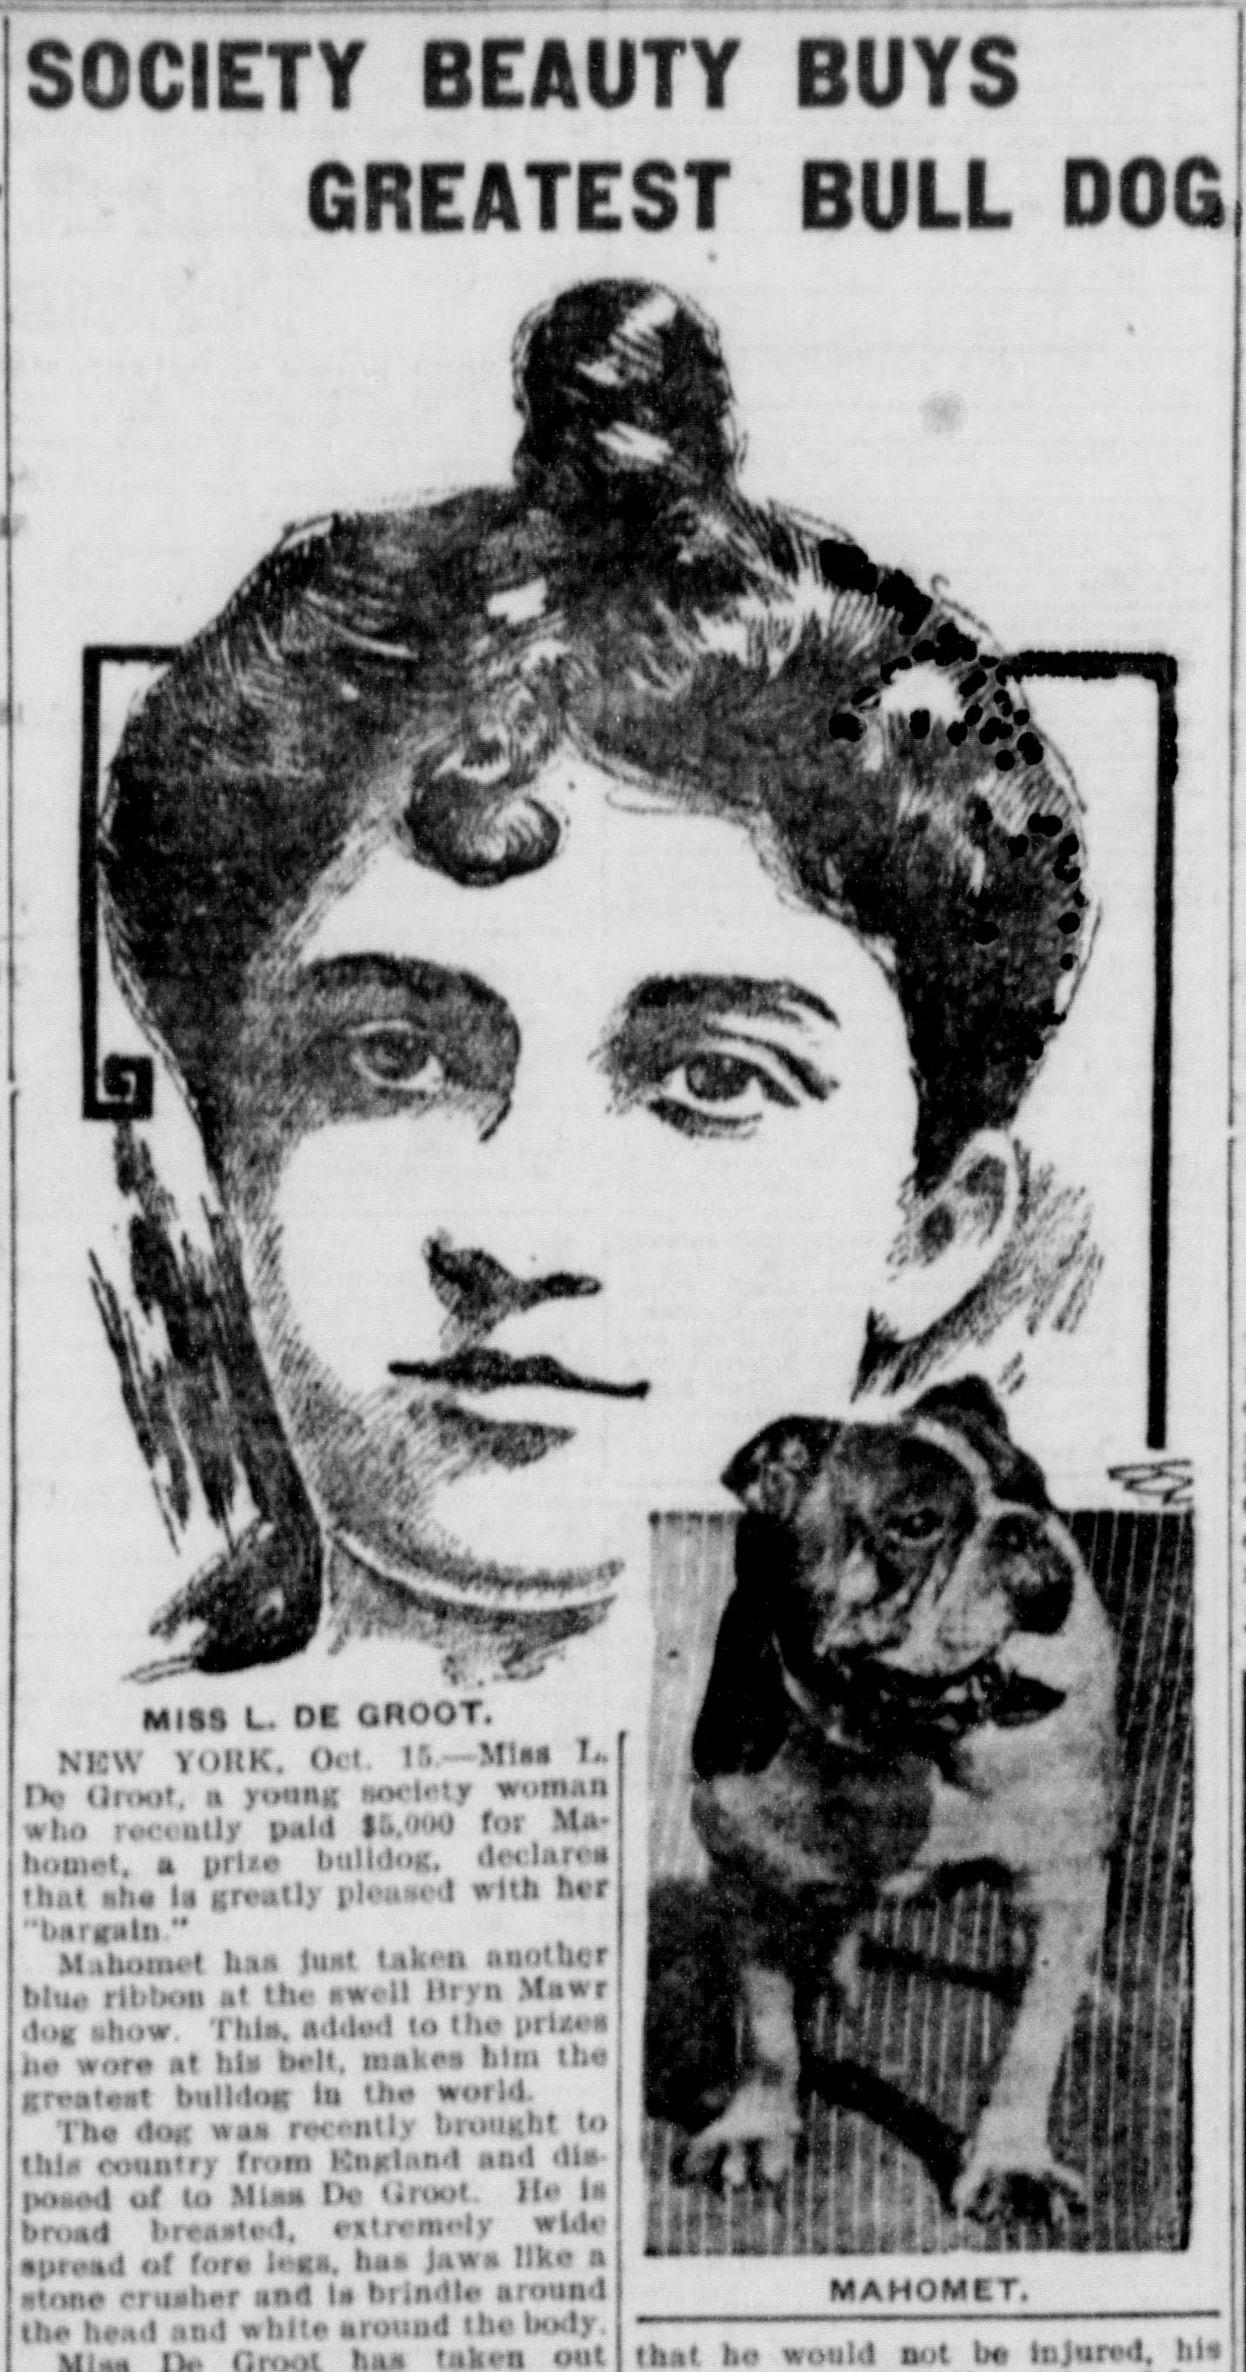 SOCIETY BEAUTY BUYS
GREATEST BULL DOG
MISS L. DE GROOT.
NEW YORK, Oct. 15.—Miss L.
De Groot, a young society woman
who recently paid $5,000 for Ma-
homet, a prize bulldog, declares
that she is greatly pleased with her
"bargain."
Mahomet has just taken another
blue ribbon at the swell Bryn Mawr
dog show. This, added to the prizes
he wore at his belt, makes him the
greatest bulldog in the world.
The dog was recently brought to
this country from England and dis-
posed of to Miss De Groot. He is
broad breasted, extremely wide
spread of fore legs, has jaws like a
stone crusher and is brindle around
the head and white around the body.
Miss De Groot has taken out
MAHOMET.
that he would not be injured, his